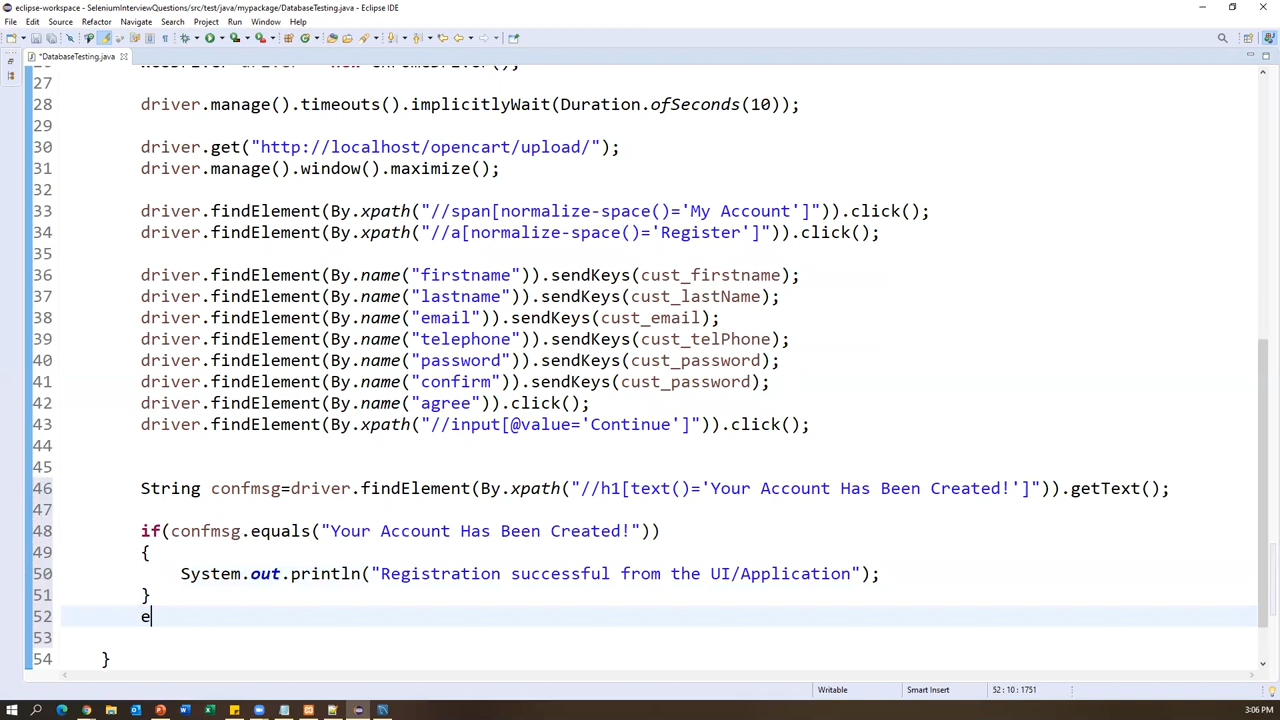 eclipse-workspace - SeleniumInterviewQuestions/src/test/java/mypackage/DatabaseTesting.java - Eclipse IDE
File Edit Source Refactor Navigate Search Project Run Window Help
*DatabaseTesting.java
27
28 driver.manage().timeouts().implicitlyWait(Duration.ofSeconds(10));
29
30 driver.get("http://localhost/opencart/upload/");
31 driver.manage().window().maximize();
32
33 driver.findElement(By.xpath("//span[normalize-space()='My Account']")).click();
34 driver.findElement(By.xpath("//a[normalize-space()='Register']")).click();
35
36 driver.findElement(By.name("firstname")).sendKeys(cust_firstname);
37 driver.findElement(By.name("lastname")).sendKeys(cust_lastName);
38 driver.findElement(By.name("email")).sendKeys(cust_email);
39 driver.findElement(By.name("telephone")).sendKeys(cust_telPhone);
40 driver.findElement(By.name("password")).sendKeys(cust_password);
41 driver.findElement(By.name("confirm")).sendKeys(cust_password);
42 driver.findElement(By.name("agree")).click();
43 driver.findElement(By.xpath("//input[@value='Continue']")).click();
44
45
46 String confmsg=driver.findElement(By.xpath("//h1[text()='Your Account Has Been Created!']")).getText();
47
48 if(confmsg.equals("Your Account Has Been Created!"))
49 {
50 System.out.println("Registration successful from the UI/Application");
51 }
52 e
53
54 }
Writable Smart Insert 52 : 10 : 1751
3:06 PM